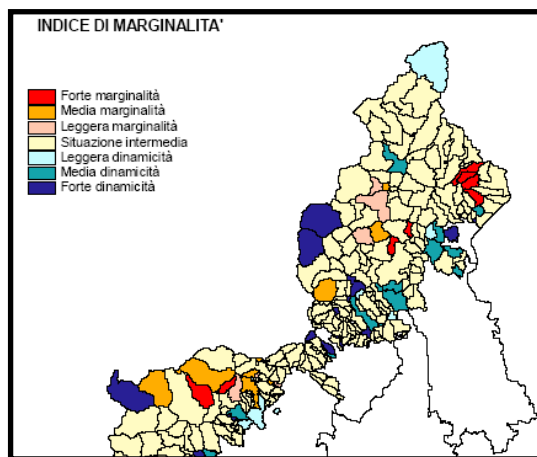 INDICE DI MARGINALITA'
Forte marginalità
Media marginalità
Leggera marginalità
Situazione intermedia
Leggera dinamicità
Media dinamicità
Forte dinamicità